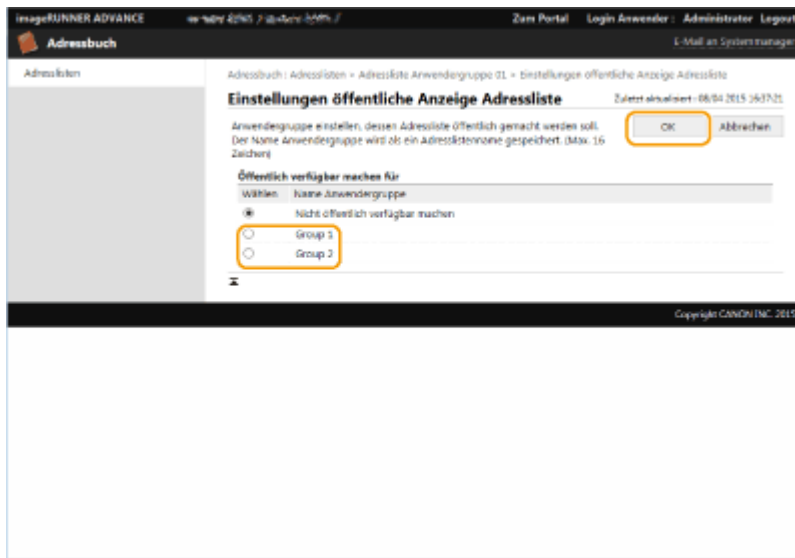 imageRUNNER ADVANCE
Zum Portal Login Anwender : Administrator Logout
Adressbuch
E-Mail an Systemmanager
Adresslisten
Adressbuch : Adresslisten > Adressliste Anwendergruppe 01 > Einstellungen öffentliche Anzeige Adressliste
Einstellungen öffentliche Anzeige Adressliste
Zuletzt aktualisiert : 08/04 2015 16:37:21
Anwendergruppe einstellen, dessen Adressliste öffentlich gemacht werden soll.
Der Name Anwendergruppe wird als ein Adresslistenname gespeichert. (Max. 16
Zeichen)
OK Abbrechen
Öffentlich verfügbar machen für
Wählen Name Anwendergruppe
Nicht öffentlich verfügbar machen
Group 1
Group 2
Copyright CANON INC. 2015